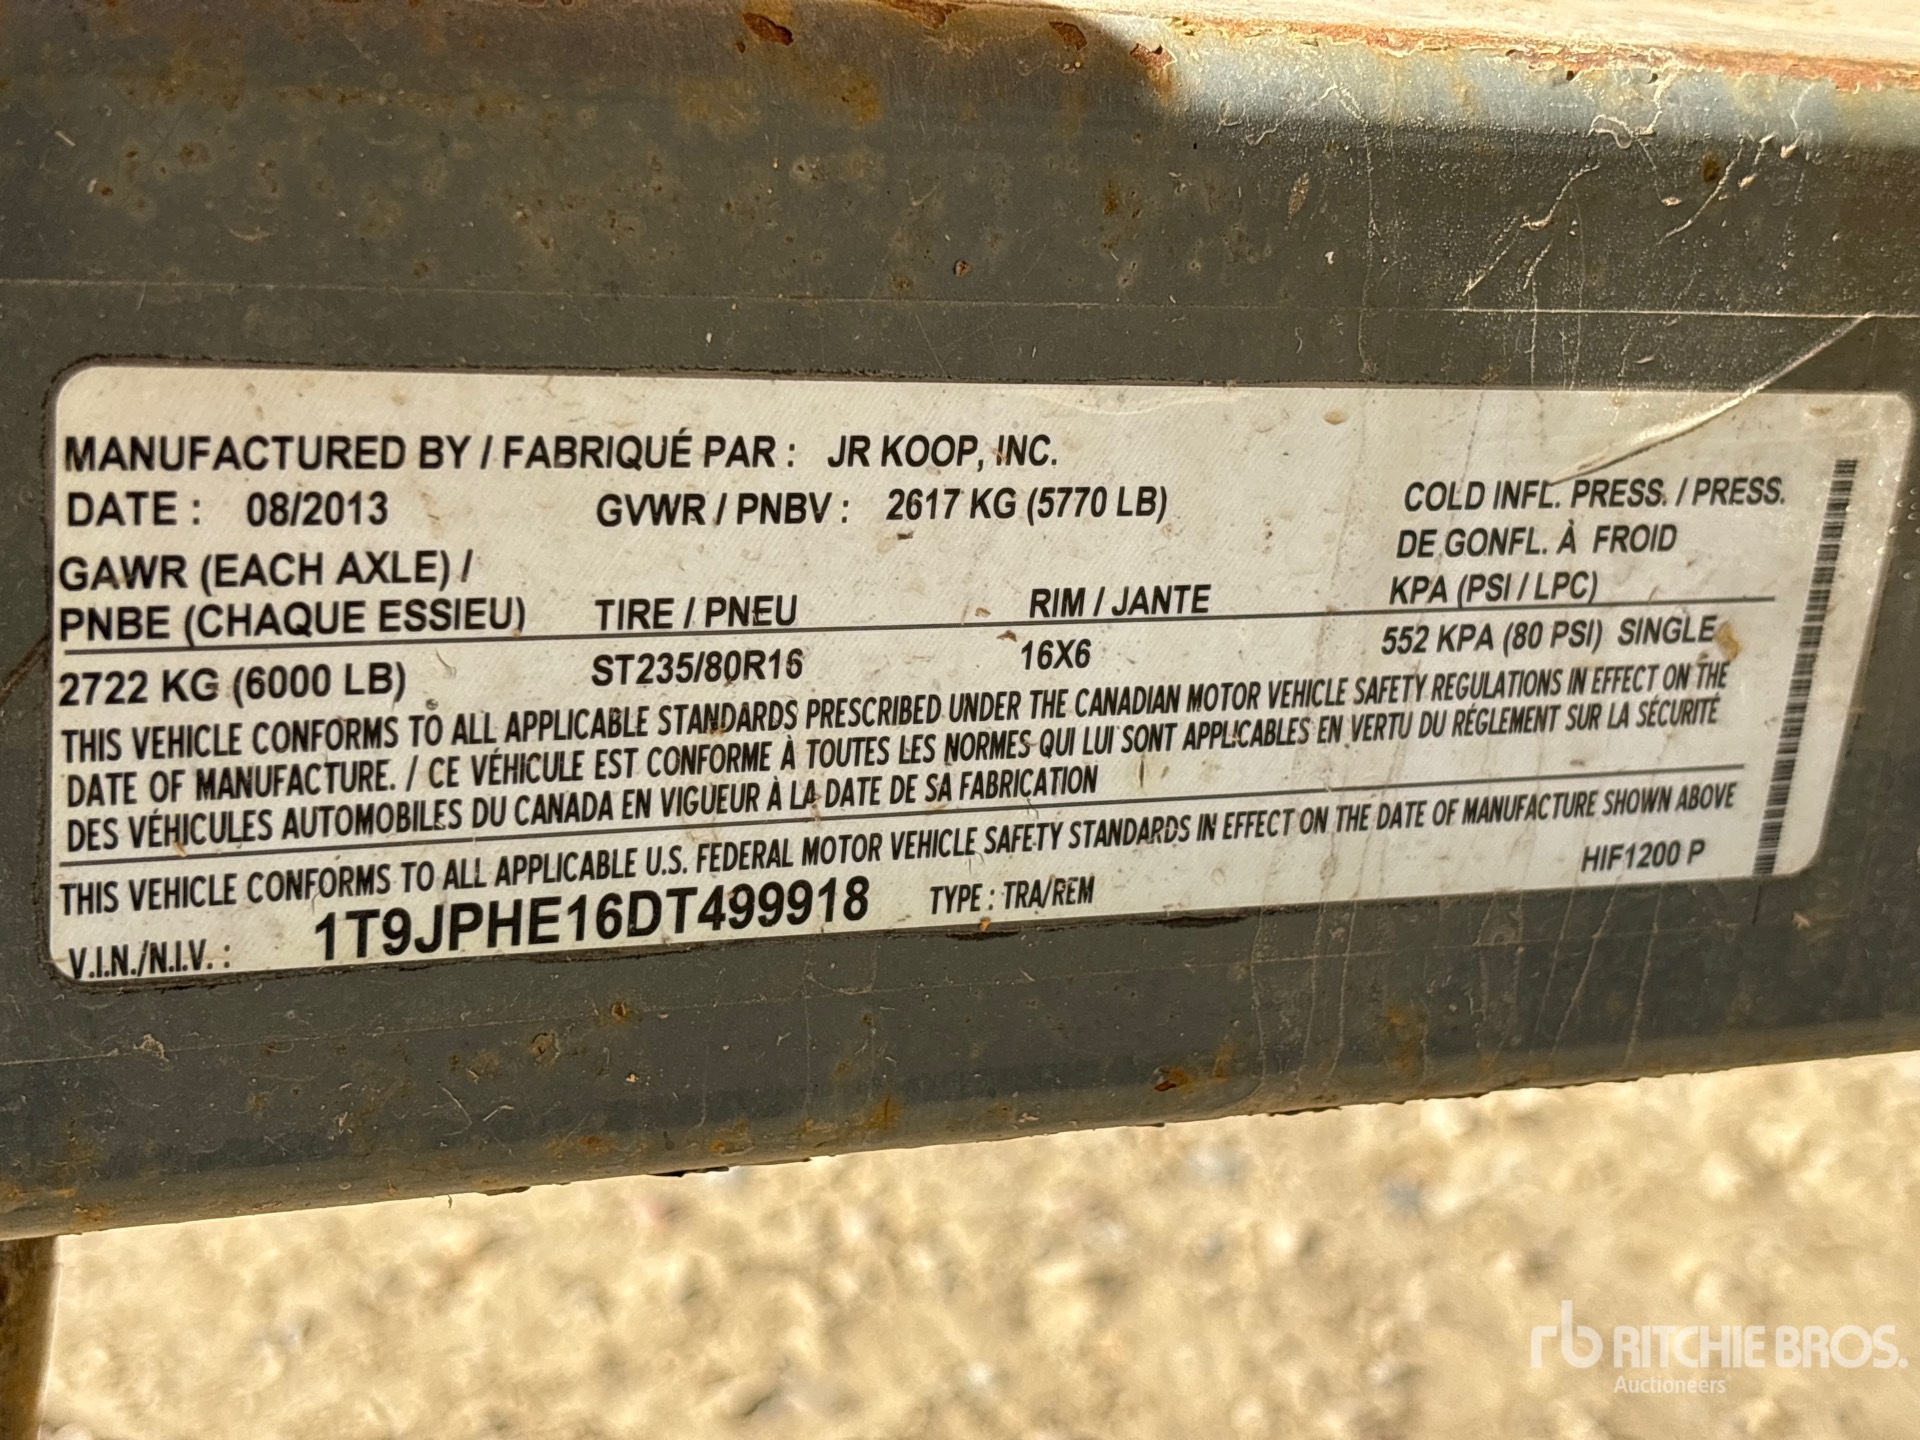 MANUFACTURED BY / FABRIQUÉ PAR : JR KOOP, INC.
DATE : 08/2013 GVWR / PNBV : 2617 KG (5770 LB)
COLD INFL. PRESS. / PRESS.
DE GONFL. À FROID
KPA (PSI / LPC)
GAWR (EACH AXLE) /
PNBE (CHAQUE ESSIEU) TIRE / PNEU RIM / JANTE
2722 KG (6000 LB) ST235/80R16 16X6 552 KPA (80 PSI) SINGLE
THIS VEHICLE CONFORMS TO ALL APPLICABLE STANDARDS PRESCRIBED UNDER THE CANADIAN MOTOR VEHICLE SAFETY REGULATIONS IN EFFECT ON THE
DATE OF MANUFACTURE. / CE VÉHICULE EST CONFORME À TOUTES LES NORMES QUI LUI SONT APPLICABLES EN VERTU DU RÉGLEMENT SUR LA SÉCURITÉ
DES VÉHICULES AUTOMOBILES DU CANADA EN VIGUEUR À LA DATE DE SA FABRICATION
THIS VEHICLE CONFORMS TO ALL APPLICABLE U.S. FEDERAL MOTOR VEHICLE SAFETY STANDARDS IN EFFECT ON THE DATE OF MANUFACTURE SHOWN ABOVE
V.I.N./N.I.V. : 1T9JPHE16DT499918 TYPE : TRA/REM HIF1200 P
rb RITCHIE BROS.
Auctioneers